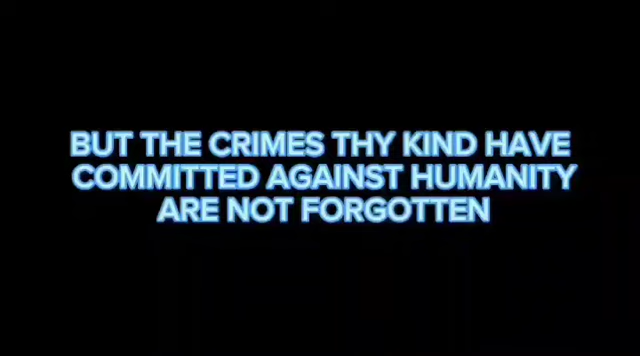 BUT THE CRIMES THY KIND HAVE
COMMITTED AGAINST HUMANITY
ARE NOT FORGOTTEN